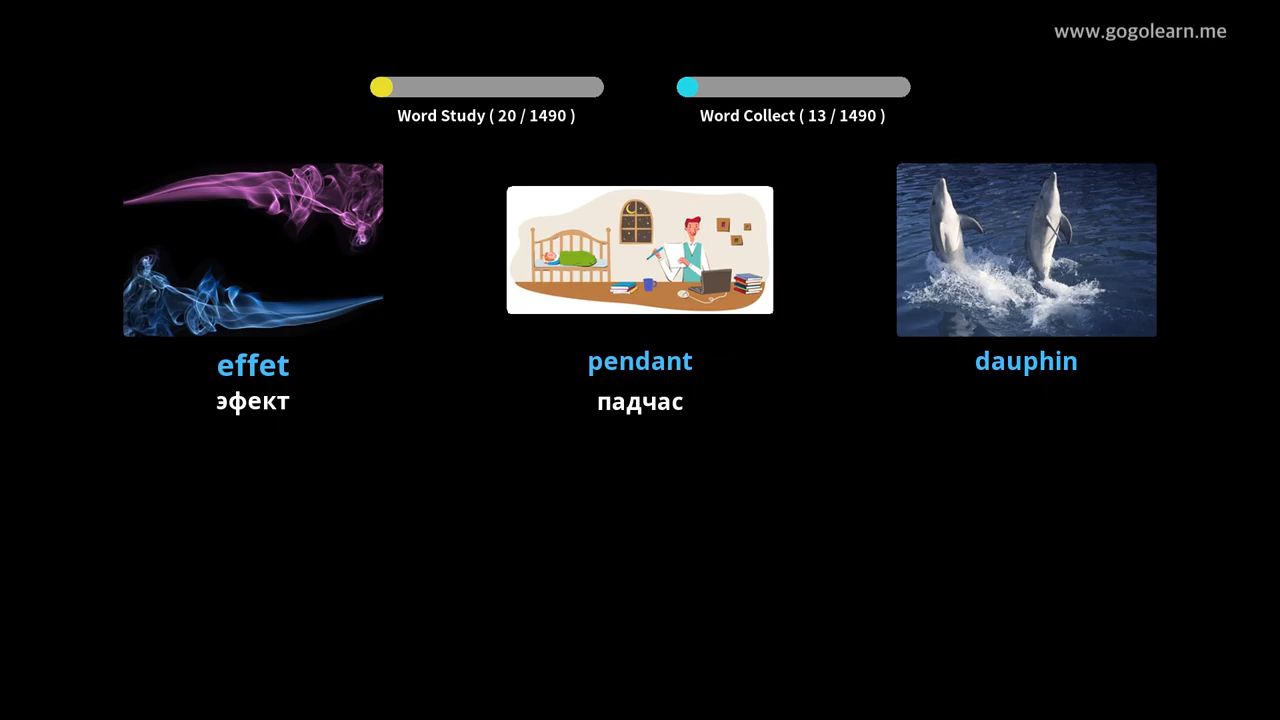 www.gogolearn.me
Word Study ( 20 / 1490 )
Word Collect ( 13 / 1490 )
effet
pendant
dauphin
эфект
падчас